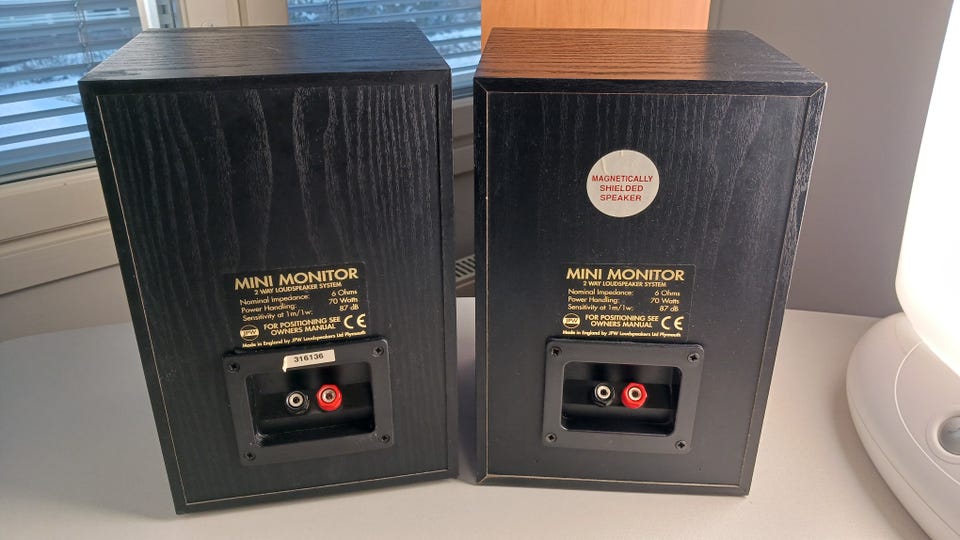 MINI MONITOR
2 WAY LOUDSPEAKER SYSTEM
Nominal Impedance: 6 Ohms
Power Handling: 70 Watts
Sensitivity at 1m/1w: 87 dB
JPW
FOR POSITIONING SEE
OWNERS MANUAL CE
Made in England by JPW Loudspeakers Ltd Plymouth
316136
MAGNETICALLY
SHIELDED
SPEAKER
MINI MONITOR
2 WAY LOUDSPEAKER SYSTEM
Nominal Impedance: 6 Ohms
Power Handling: 70 Watts
Sensitivity at 1m/1w: 87 dB
JPW
FOR POSITIONING SEE
OWNERS MANUAL CE
Made in England by JPW Loudspeakers Ltd Plymouth